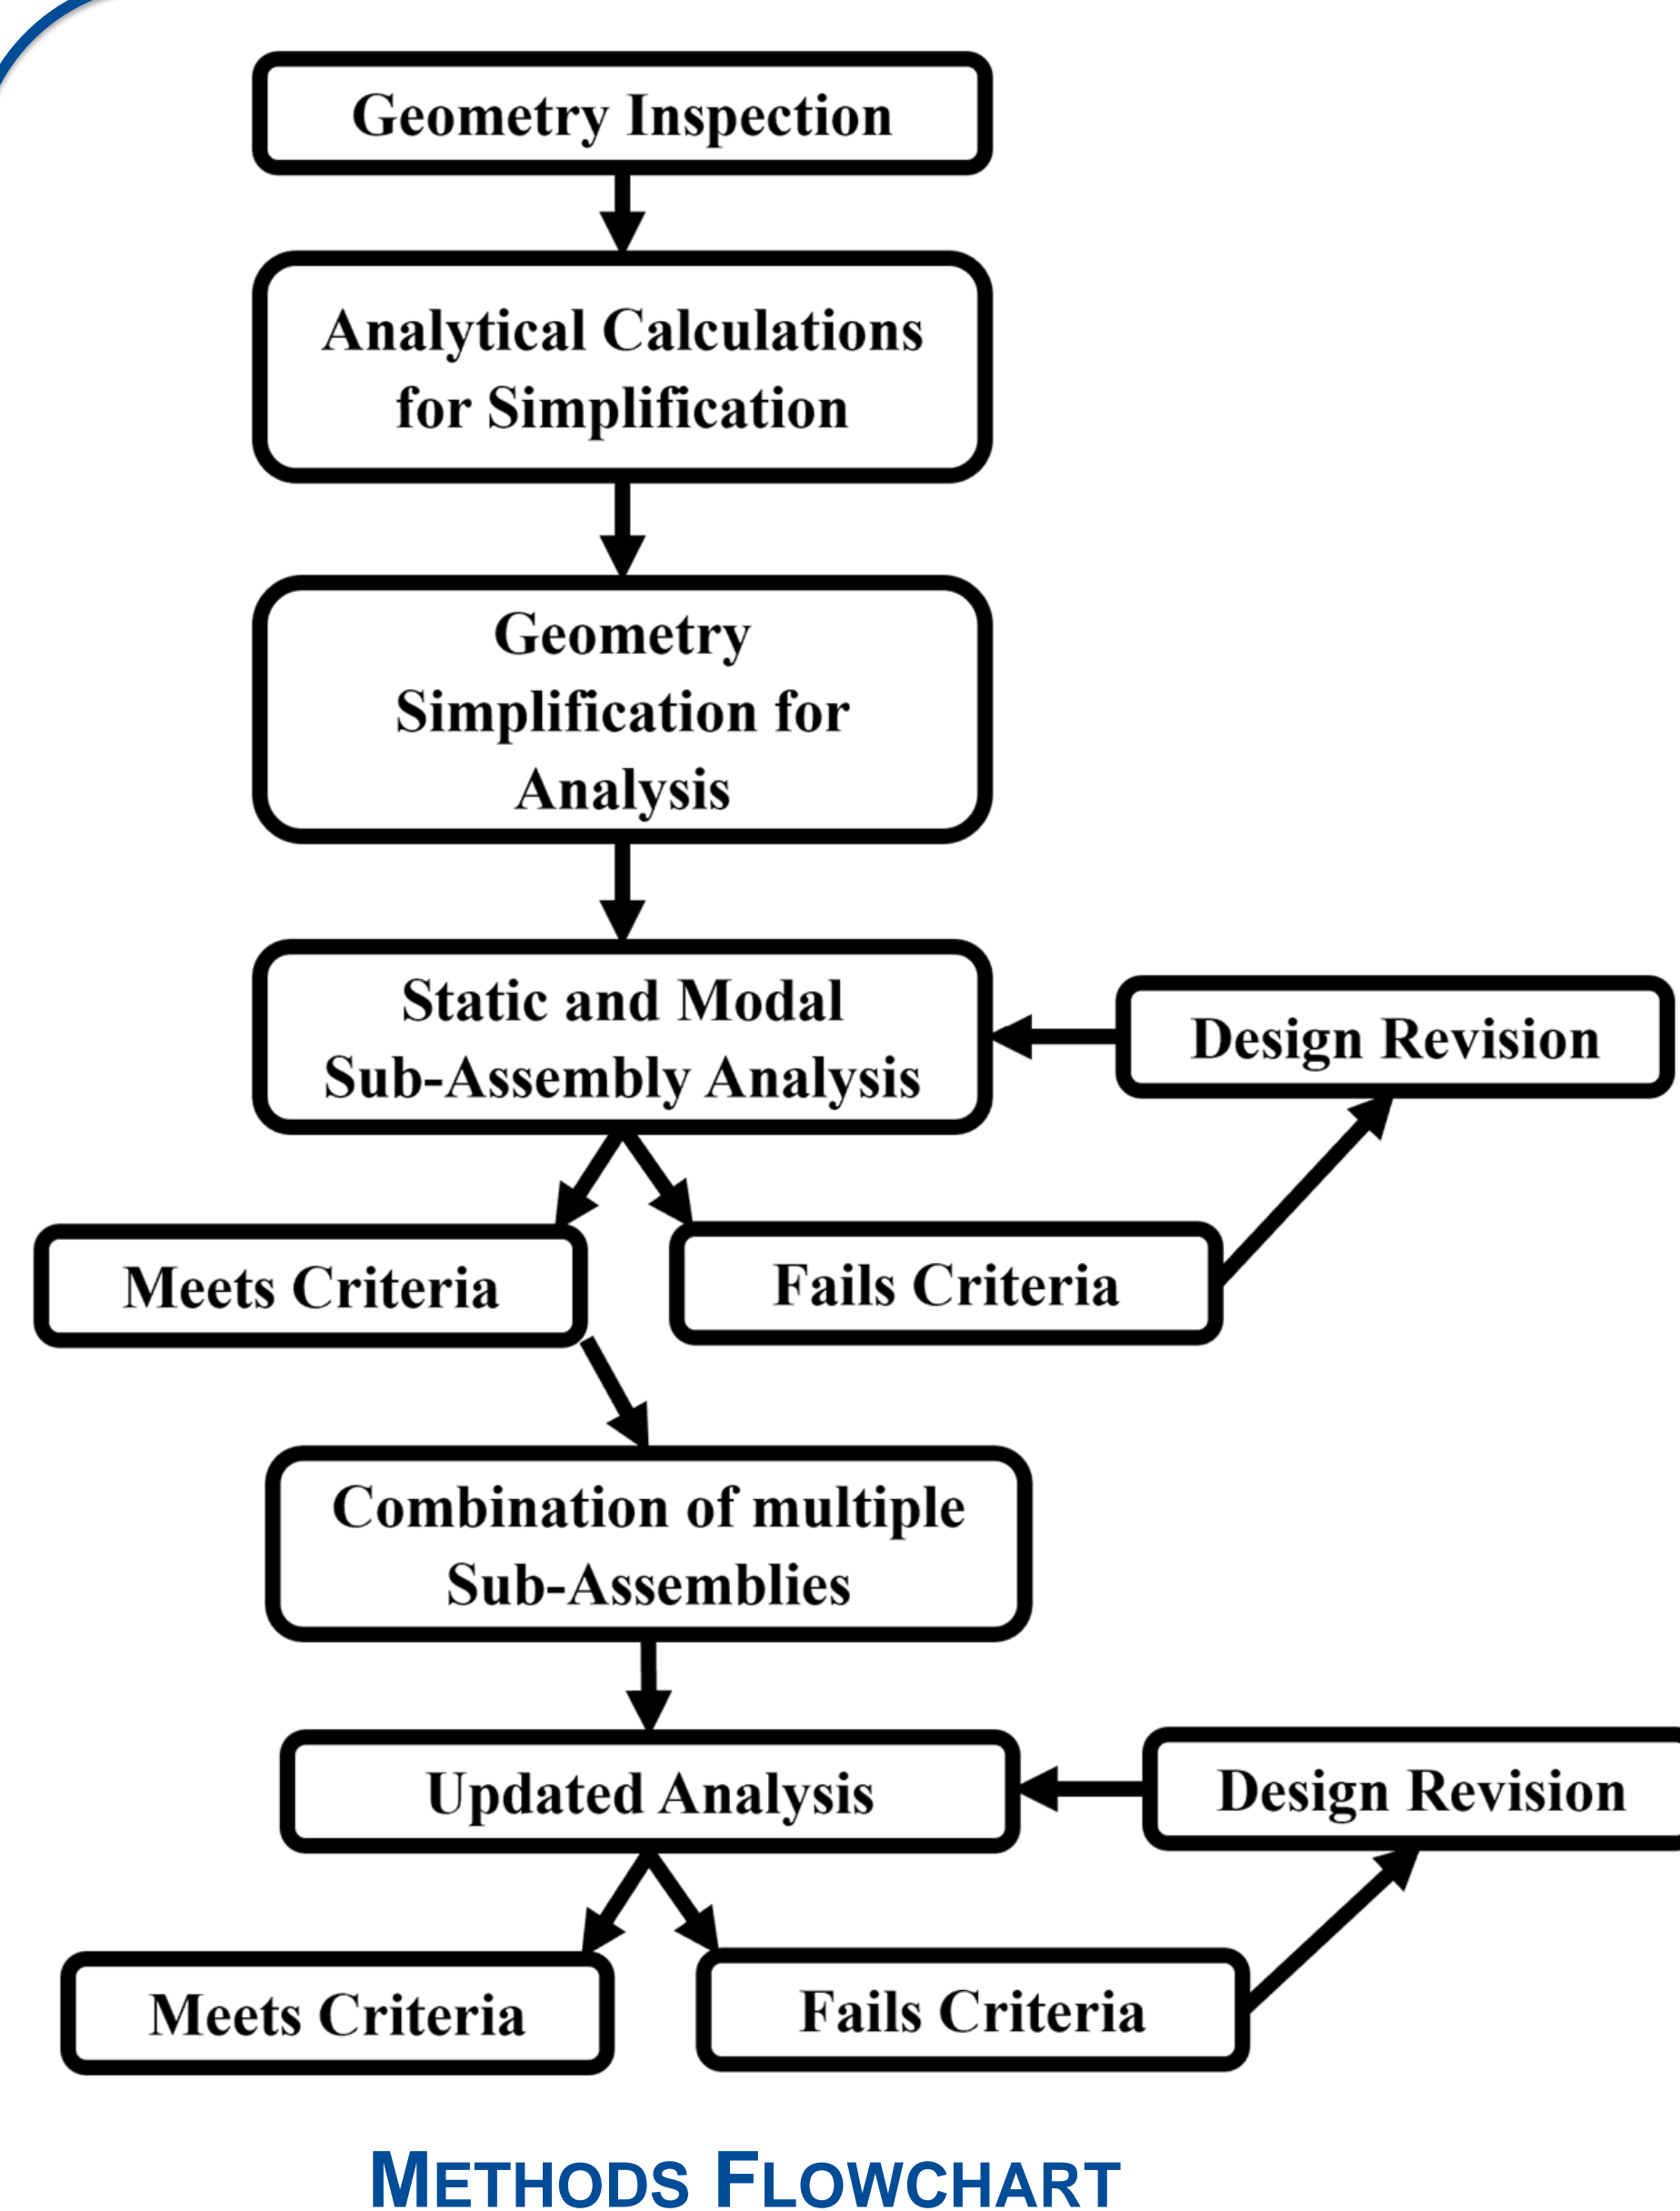 Geometry Inspection
Analytical Calculations
for Simplification
Geometry
Simplification for
Analysis
Static and Modal
Sub-Assembly Analysis
Design Revision
Meets Criteria
Fails Criteria
Combination of multiple
Sub-Assemblies
Updated Analysis
Design Revision
Meets Criteria
Fails Criteria
METHODS FLOWCHART